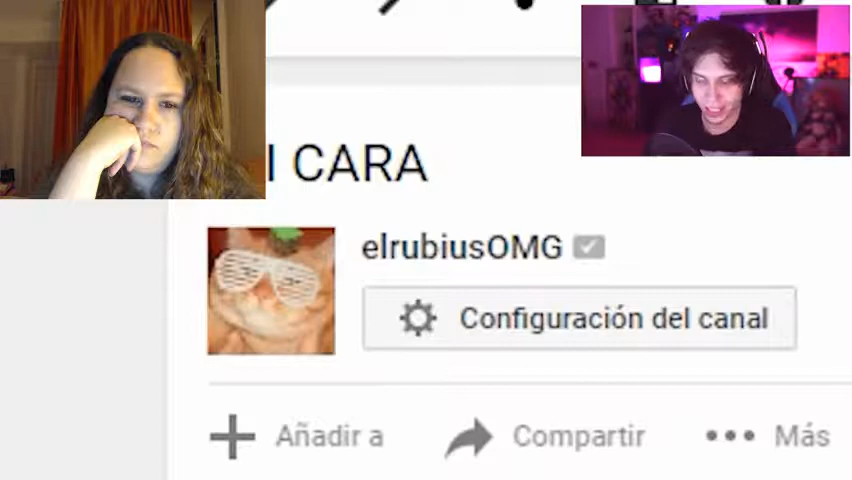 I CARA
elrubiusOMG
Configuración del canal
Añadir a
Compartir
Más